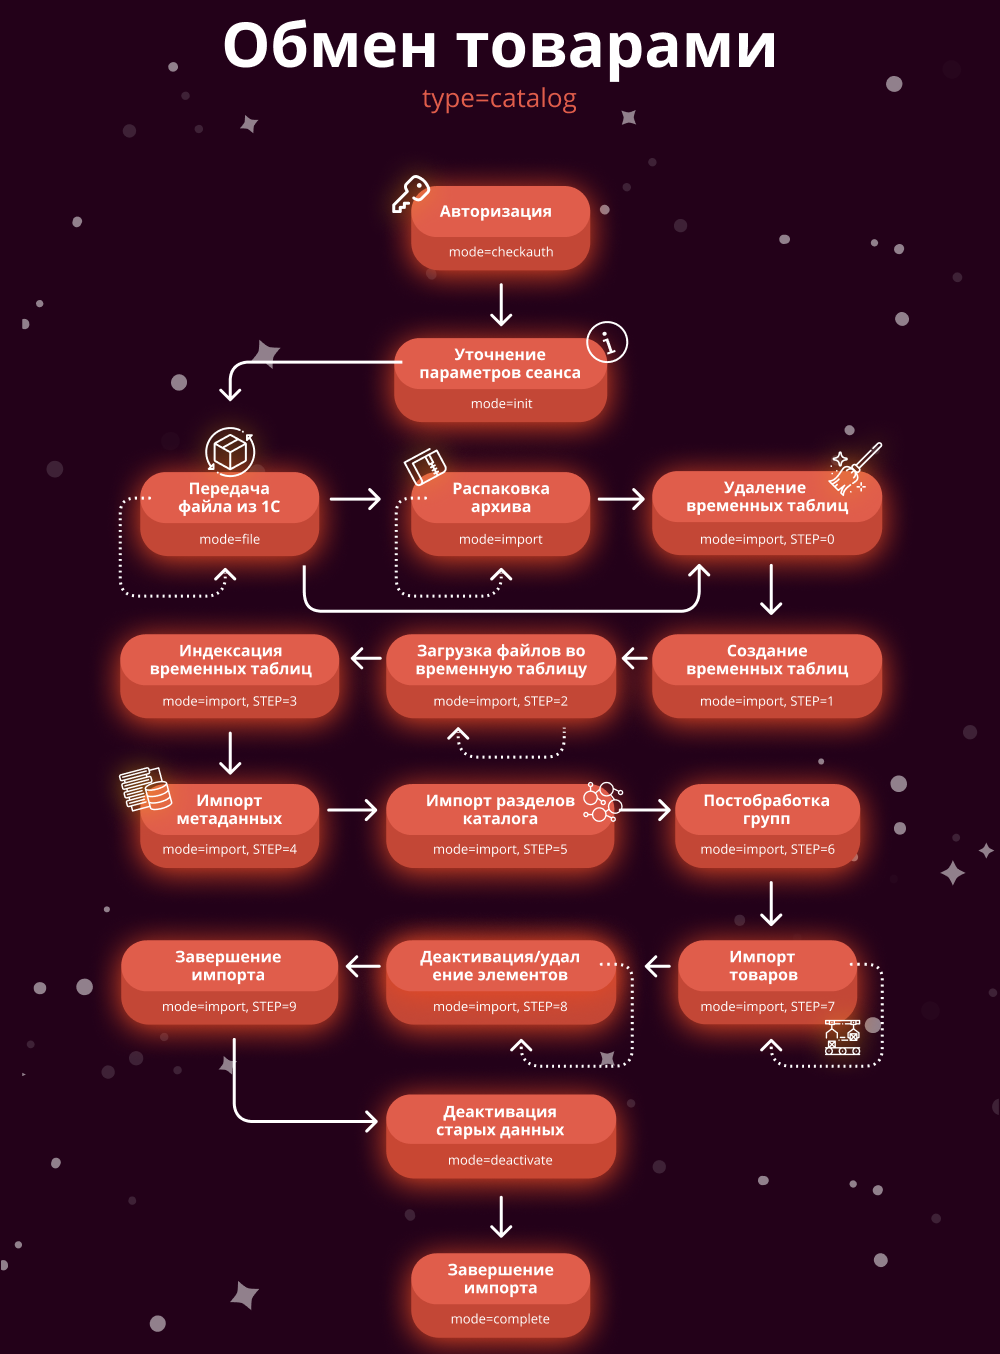 Обмен товарами
type=catalog
Авторизация
mode=checkauth
Уточнение
параметров сеанса
mode=init
Передача
файла из 1С
mode=file
Распаковка
архива
mode=import
Удаление
временных таблиц
mode=import, STEP=0
Индексация
временных таблиц
mode=import, STEP=3
Загрузка файлов во
временную таблицу
mode=import, STEP=2
Создание
временных таблиц
mode=import, STEP=1
Импорт
метаданных
mode=import, STEP=4
Импорт разделов
каталога
mode=import, STEP=5
Постобработка
групп
mode=import, STEP=6
Завершение
импорта
mode=import, STEP=9
Деактивация/удал
ение элементов
mode=import, STEP=8
Импорт
товаров
mode=import, STEP=7
Деактивация
старых данных
mode=deactivate
Завершение
импорта
mode=complete